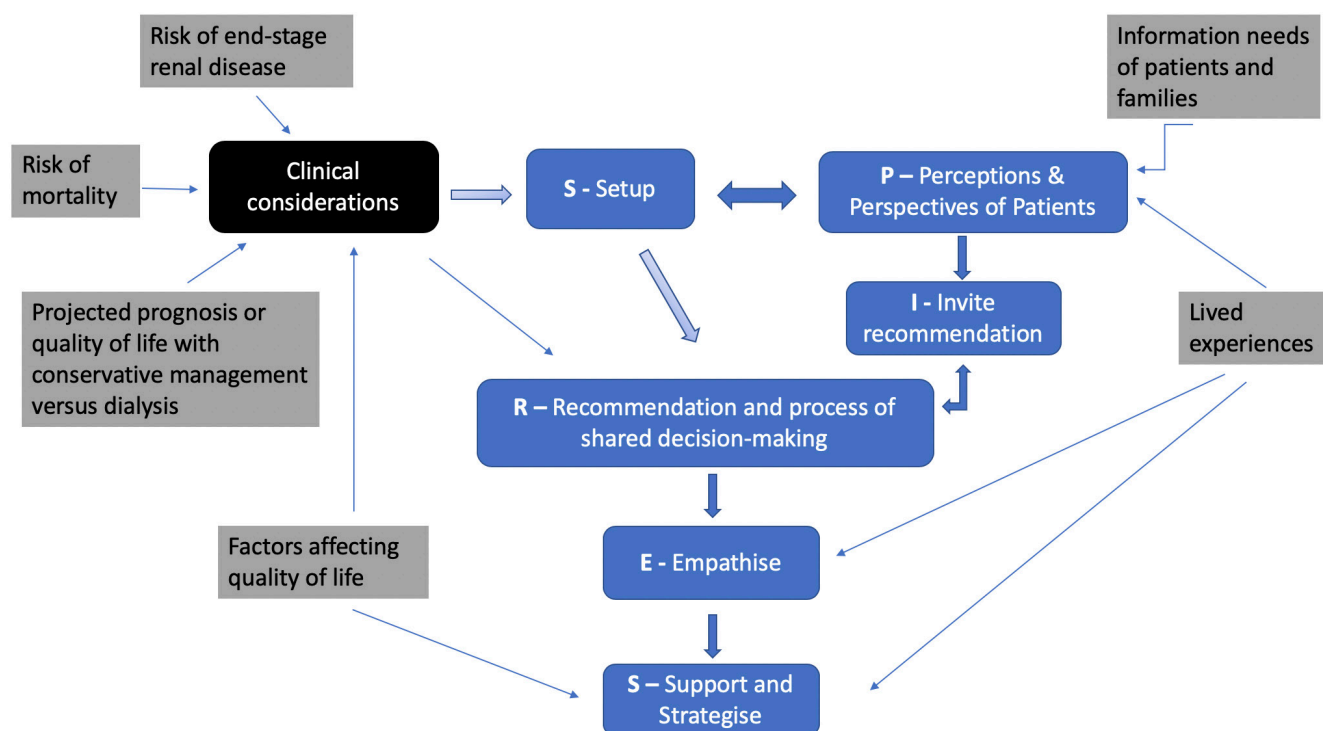 Risk of end-stage
renal disease
Information needs
of patients and
families
Risk of
mortality
Clinical
considerations
S - Setup
P – Perceptions &
Perspectives of Patients
Projected prognosis or
quality of life with
conservative management
versus dialysis
I - Invite
recommendation
Lived
experiences
R – Recommendation and process of
shared decision-making
Factors affecting
quality of life
E - Empathise
S – Support and
Strategise